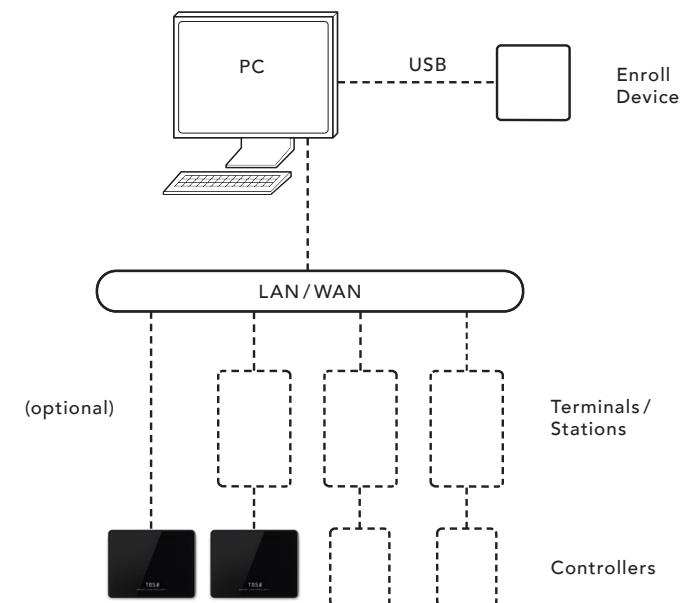 PC
USB
Enroll
Device
LAN/WAN
(optional)
Terminals/
Stations
Controllers
TBS
TBS